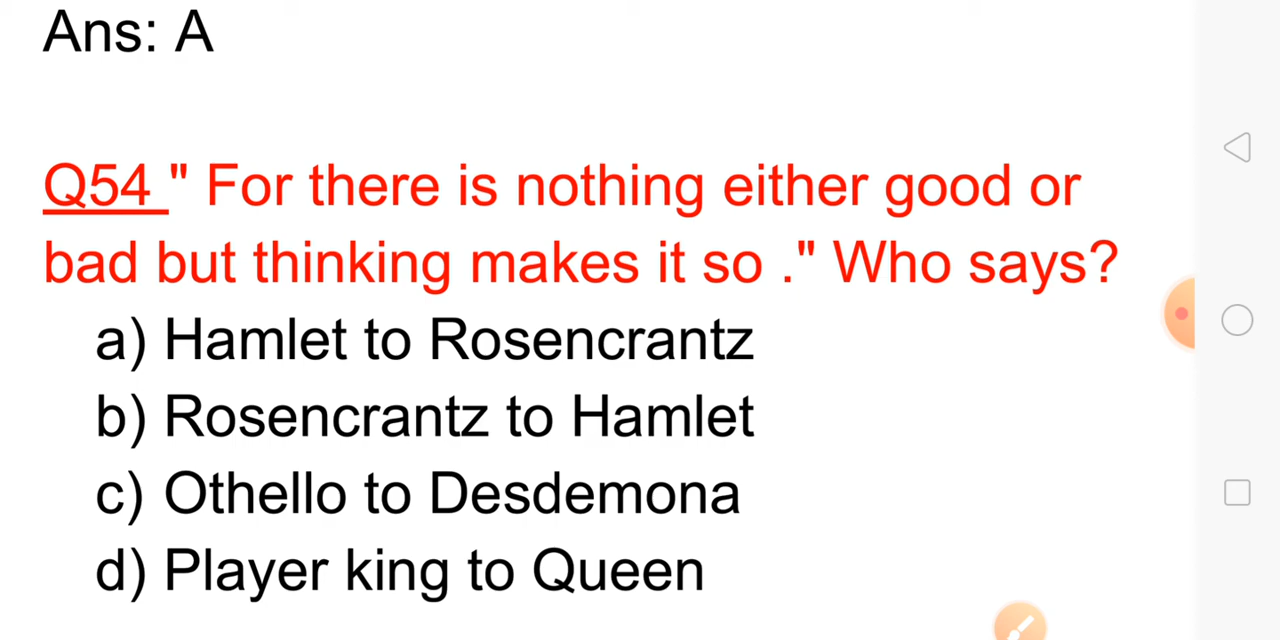 Ans: A
Q54 " For there is nothing either good or
bad but thinking makes it so ." Who says?
a) Hamlet to Rosencrantz
b) Rosencrantz to Hamlet
c) Othello to Desdemona
d) Player king to Queen